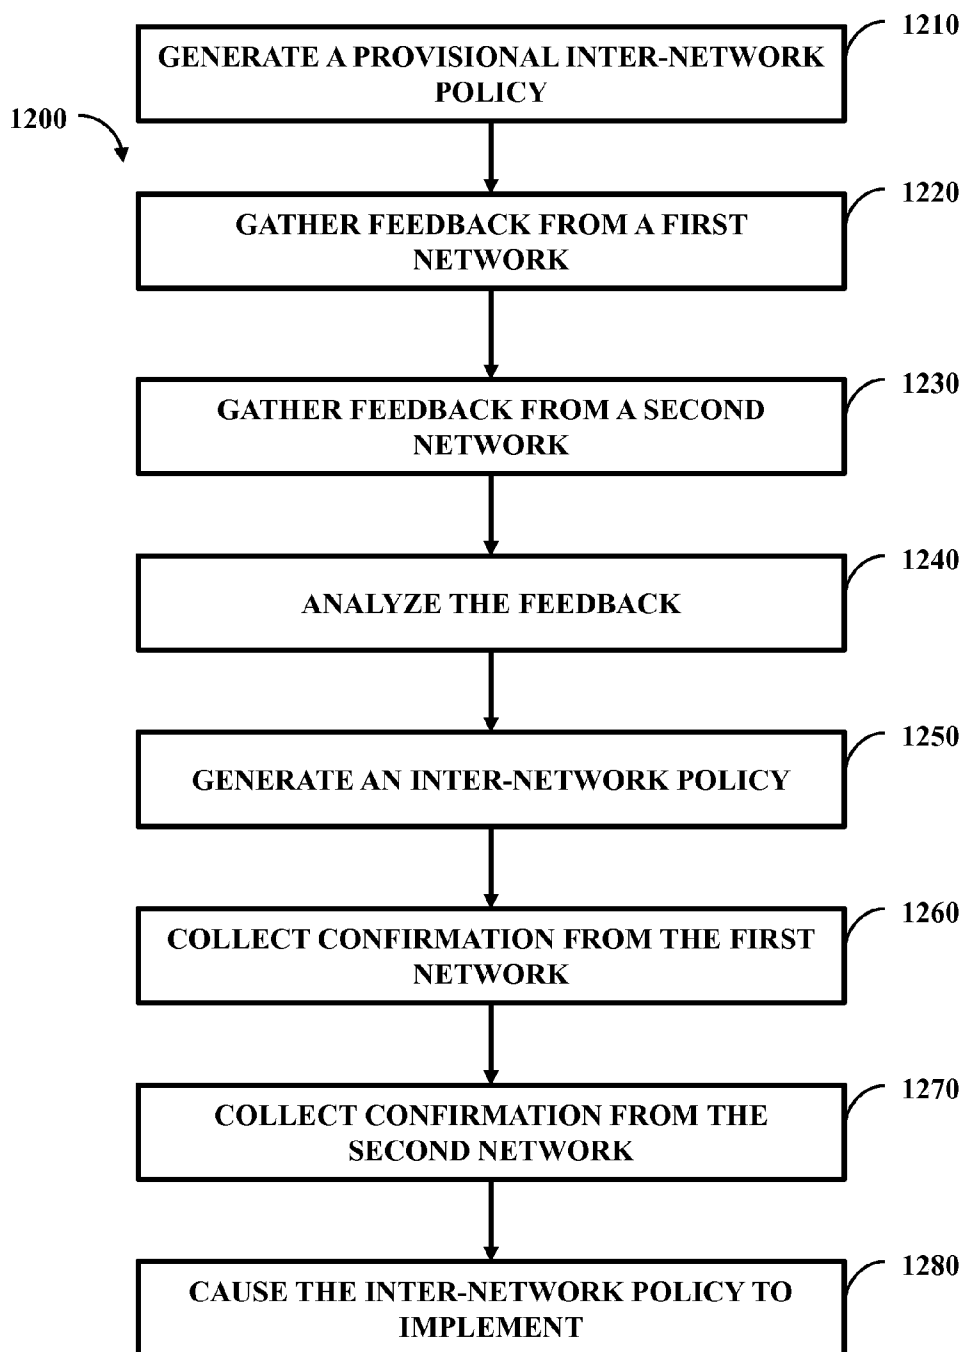 1210
GENERATE A PROVISIONAL INTER-NETWORK
POLICY
1200
1220
GATHER FEEDBACK FROM A FIRST
NETWORK
1230
GATHER FEEDBACK FROM A SECOND
NETWORK
1240
ANALYZE THE FEEDBACK
1250
GENERATE AN INTER-NETWORK POLICY
1260
COLLECT CONFIRMATION FROM THE FIRST
NETWORK
1270
COLLECT CONFIRMATION FROM THE
SECOND NETWORK
1280
CAUSE THE INTER-NETWORK POLICY TO
IMPLEMENT